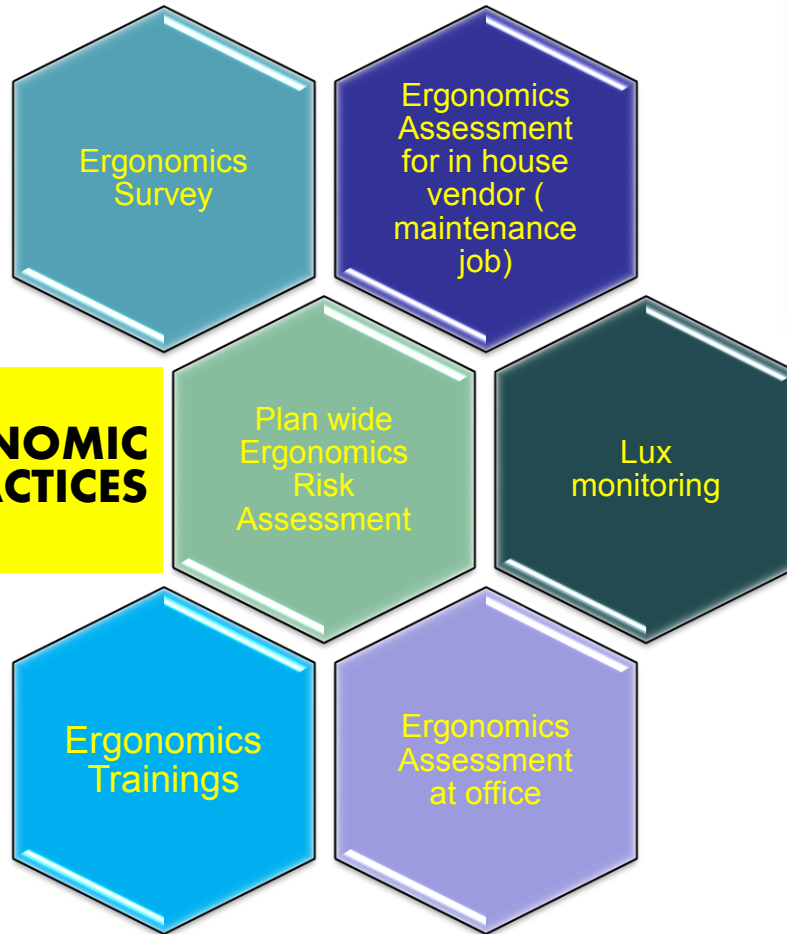 Ergonomics
Survey
Ergonomics
Assessment
for in house
vendor (
maintenance
job)
NOMIC
ACTICES
Plan wide
Ergonomics
Risk
Assessment
Lux
monitoring
Ergonomics
Trainings
Ergonomics
Assessment
at office